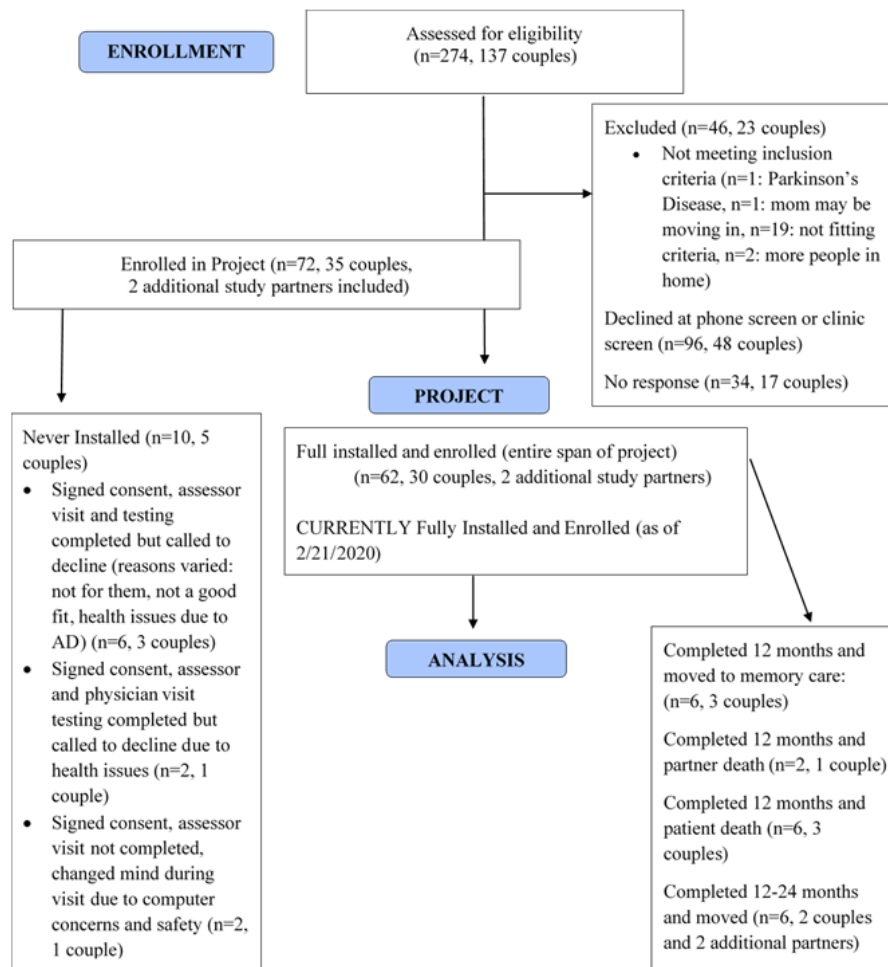 ENROLLMENT
Assessed for eligibility
(n=274, 137 couples)
Excluded (n=46, 23 couples)
• Not meeting inclusion
criteria (n=1: Parkinson’s
Disease, n=1: mom may be
moving in, n=19: not fitting
criteria, n=2: more people in
home)
Declined at phone screen or clinic
screen (n=96, 48 couples)
No response (n=34, 17 couples)
Enrolled in Project (n=72, 35 couples,
2 additional study partners included)
PROJECT
Never Installed (n=10, 5
couples)
• Signed consent, assessor
visit and testing
completed but called to
decline (reasons varied:
not for them, not a good
fit, health issues due to
AD) (n=6, 3 couples)
• Signed consent, assessor
and physician visit
testing completed but
called to decline due to
health issues (n=2, 1
couple)
• Signed consent, assessor
visit not completed,
changed mind during
visit due to computer
concerns and safety (n=2,
1 couple)
Full installed and enrolled (entire span of project)
(n=62, 30 couples, 2 additional study partners)
CURRENTLY Fully Installed and Enrolled (as of
2/21/2020)
ANALYSIS
Completed 12 months and
moved to memory care:
(n=6, 3 couples)
Completed 12 months and
partner death (n=2, 1 couple)
Completed 12 months and
patient death (n=6, 3
couples)
Completed 12-24 months
and moved (n=6, 2 couples
and 2 additional partners)